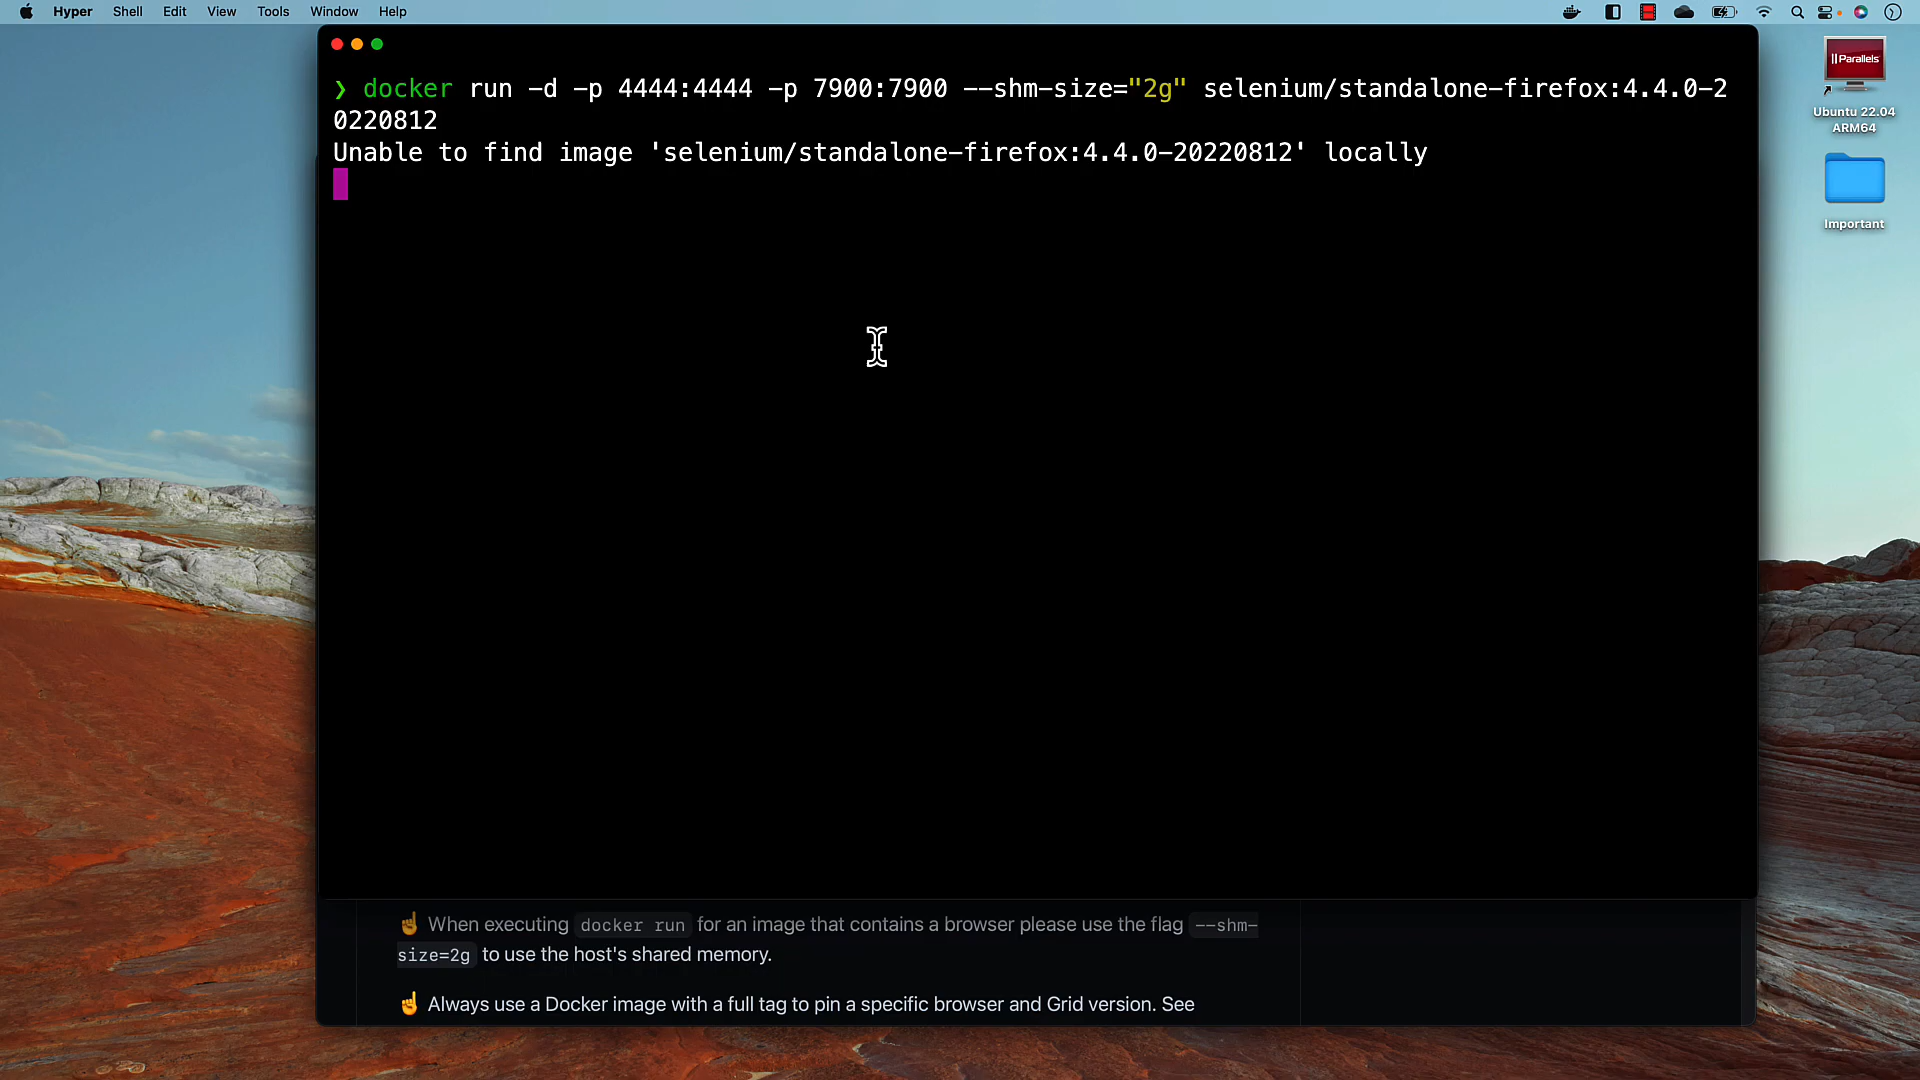 Hyper Shell Edit View Tools Window Help
❯ docker run -d -p 4444:4444 -p 7900:7900 --shm-size="2g" selenium/standalone-firefox:4.4.0-2
0220812
Unable to find image 'selenium/standalone-firefox:4.4.0-20220812' locally
Parallels
Ubuntu 22.04
ARM64
Important
☝️ When executing docker run for an image that contains a browser please use the flag --shm-
size=2g to use the host's shared memory.
☝️ Always use a Docker image with a full tag to pin a specific browser and Grid version. See